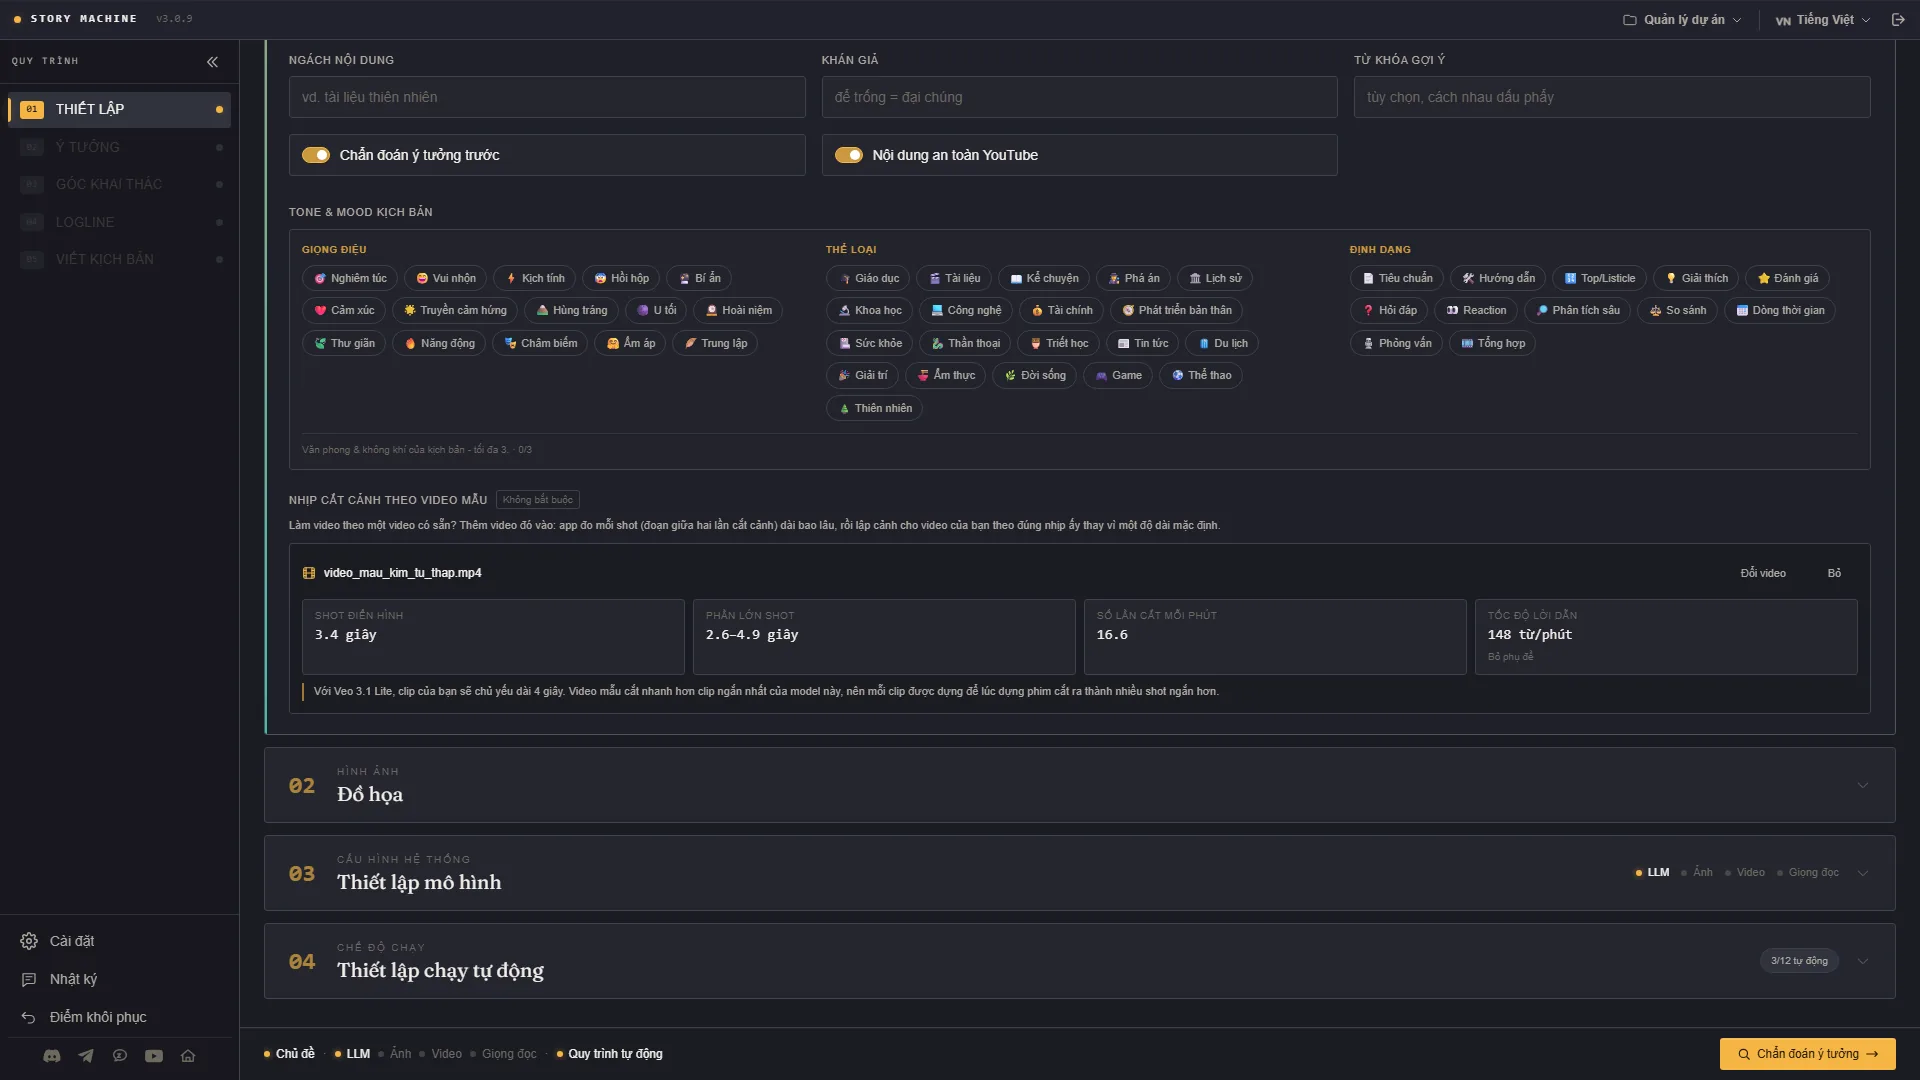 STORY MACHINE v3.0.9
Quản lý dự án
VN Tiếng Việt
QUY TRÌNH
01 THIẾT LẬP
02 Ý TƯỞNG
03 GÓC KHAI THÁC
04 LOGLINE
05 VIẾT KỊCH BẢN
NGÁCH NỘI DUNG
vd. tài liệu thiên nhiên
KHÁN GIẢ
để trống = đại chúng
TỪ KHÓA GỢI Ý
tùy chọn, cách nhau dấu phẩy
Chẩn đoán ý tưởng trước
Nội dung an toàn YouTube
TONE & MOOD KỊCH BẢN
GIỌNG ĐIỆU
Nghiêm túc Vui nhộn Kịch tính Hồi hộp Bí ẩn
Cảm xúc Truyền cảm hứng Hùng tráng U tối Hoài niệm
Thư giãn Năng động Châm biếm Ấm áp Trung lập
THỂ LOẠI
Giáo dục Tài liệu Kể chuyện Phá án Lịch sử
Khoa học Công nghệ Tài chính Phát triển bản thân
Sức khỏe Thần thoại Triết học Tin tức Du lịch
Giải trí Ẩm thực Đời sống Game Thể thao
Thiên nhiên
ĐỊNH DẠNG
Tiêu chuẩn Hướng dẫn Top/Listicle Giải thích Đánh giá
Hỏi đáp Reaction Phân tích sâu So sánh Dòng thời gian
Phỏng vấn Tổng hợp
Văn phong & không khí của kịch bản - tối đa 3. · 0/3
NHỊP CẮT CẢNH THEO VIDEO MẪU Không bắt buộc
Làm video theo một video có sẵn? Thêm video đó vào: app đo mỗi shot (đoạn giữa hai lần cắt cảnh) dài bao lâu, rồi lập cảnh cho video của bạn theo đúng nhịp ấy thay vì một độ dài mặc định.
video_mau_kim_tu_thap.mp4
Đổi video Bỏ
SHOT ĐIỂN HÌNH
3.4 giây
PHẦN LỚN SHOT
2.6–4.9 giây
SỐ LẦN CẮT MỖI PHÚT
16.6
TỐC ĐỘ LỜI DẪN
148 từ/phút
Bỏ phụ đề
Với Veo 3.1 Lite, clip của bạn sẽ chủ yếu dài 4 giây. Video mẫu cắt nhanh hơn clip ngắn nhất của model này, nên mỗi clip được dựng để lúc dựng phim cắt ra thành nhiều shot ngắn hơn.
02 HÌNH ẢNH
Đồ họa
03 CẤU HÌNH HỆ THỐNG
Thiết lập mô hình
LLM Ảnh Video Giọng đọc
04 CHẾ ĐỘ CHẠY
Thiết lập chạy tự động
3/12 tự động
Cài đặt
Nhật ký
Điểm khôi phục
Chủ đề · LLM Ảnh Video Giọng đọc · Quy trình tự động
Chẩn đoán ý tưởng →